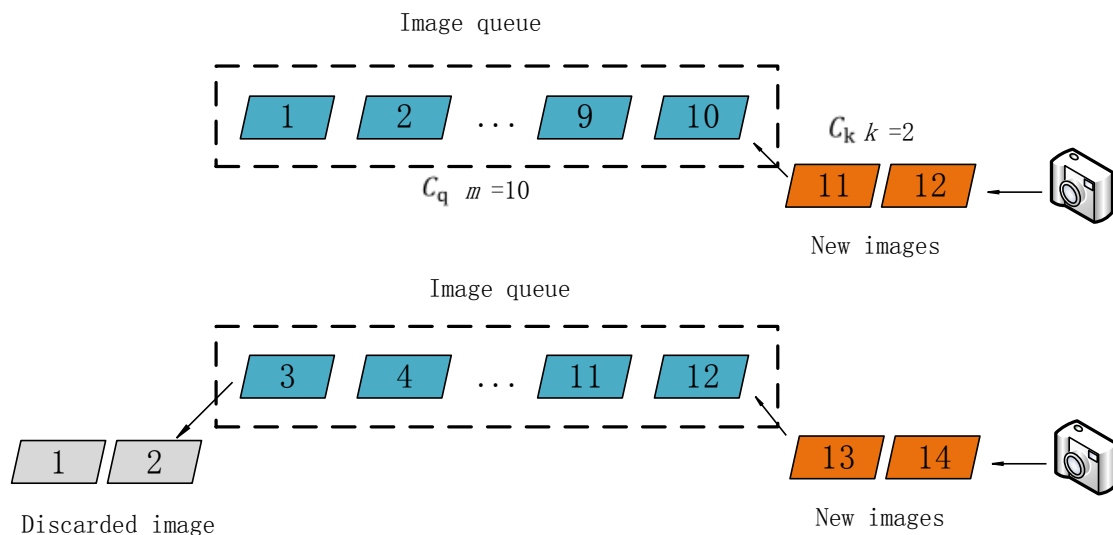 Image queue
1 2 ... 9 10
C_k k =2
C_q m =10
11 12
New images
Image queue
3 4 ... 11 12
1 2
13 14
New images
Discarded image